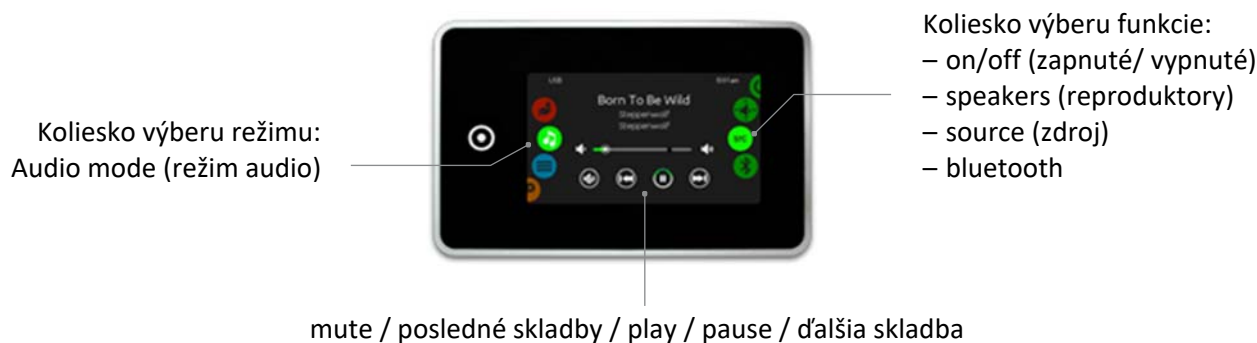 Koliesko výberu funkcie:
– on/off (zapnuté/ vypnuté)
– speakers (reproduktory)
– source (zdroj)
– bluetooth
Koliesko výberu režimu:
Audio mode (režim audio)
USB
Born To Be Wild
Steppenwolf
Steppenwolf
mute / posledné skladby / play / pause / ďalšia skladba